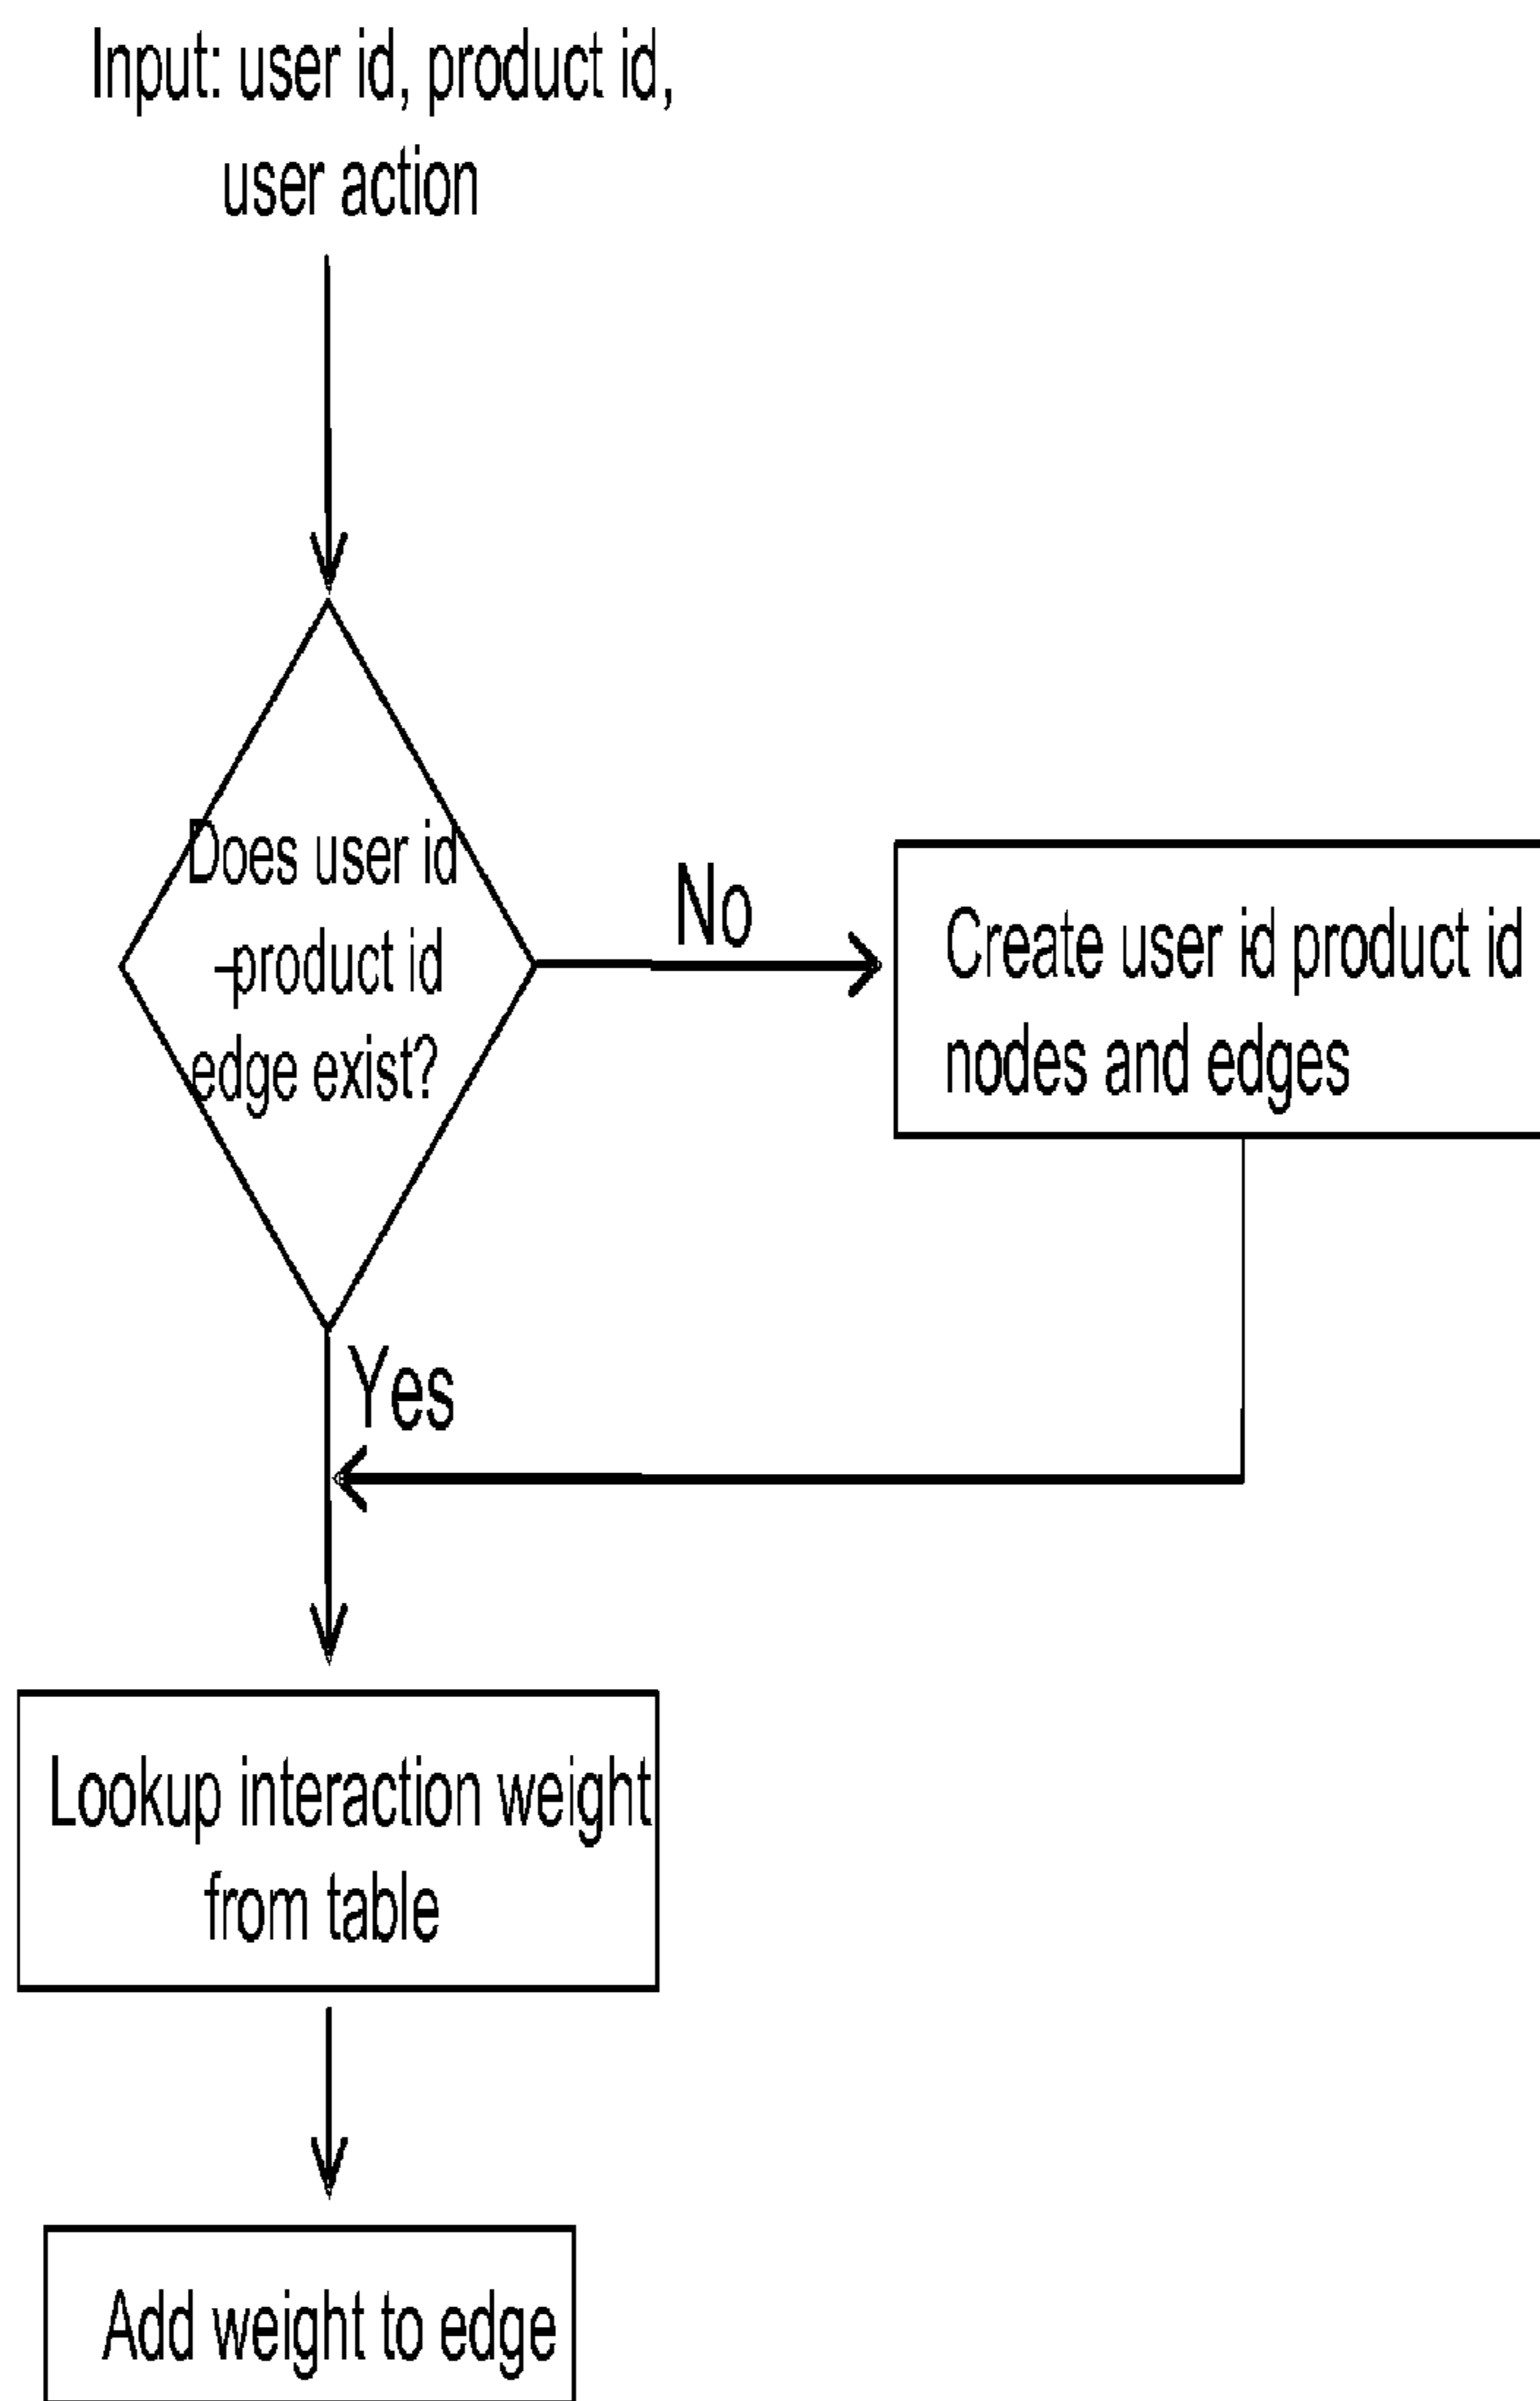 Input: user id, product id,
user action
Does user id
-product id
edge exist?
No
Create user id product id
nodes and edges
Yes
Lookup interaction weight
from table
Add weight to edge